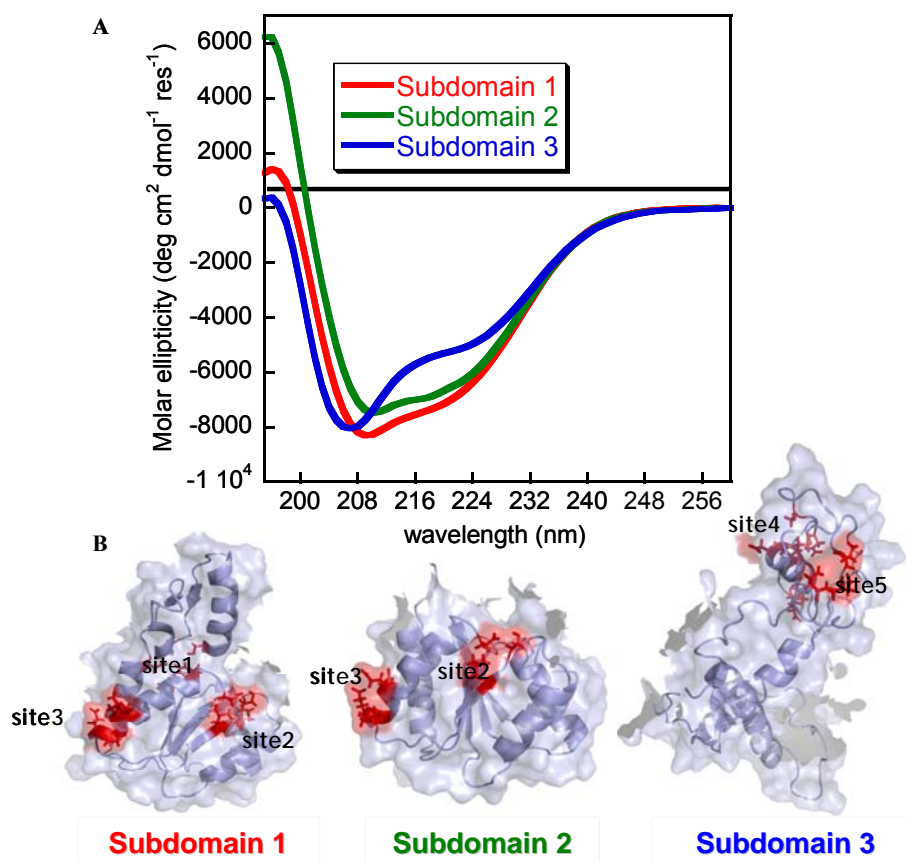 A
Molar ellipticity (deg cm² dmol⁻¹ res⁻¹)
6000
4000
2000
0
-2000
-4000
-6000
-8000
-1 10⁴
Subdomain 1
Subdomain 2
Subdomain 3
200 208 216 224 232 240 248 256
wavelength (nm)
B
site1
site3
site2
site3
site2
site4
site5
Subdomain 1
Subdomain 2
Subdomain 3